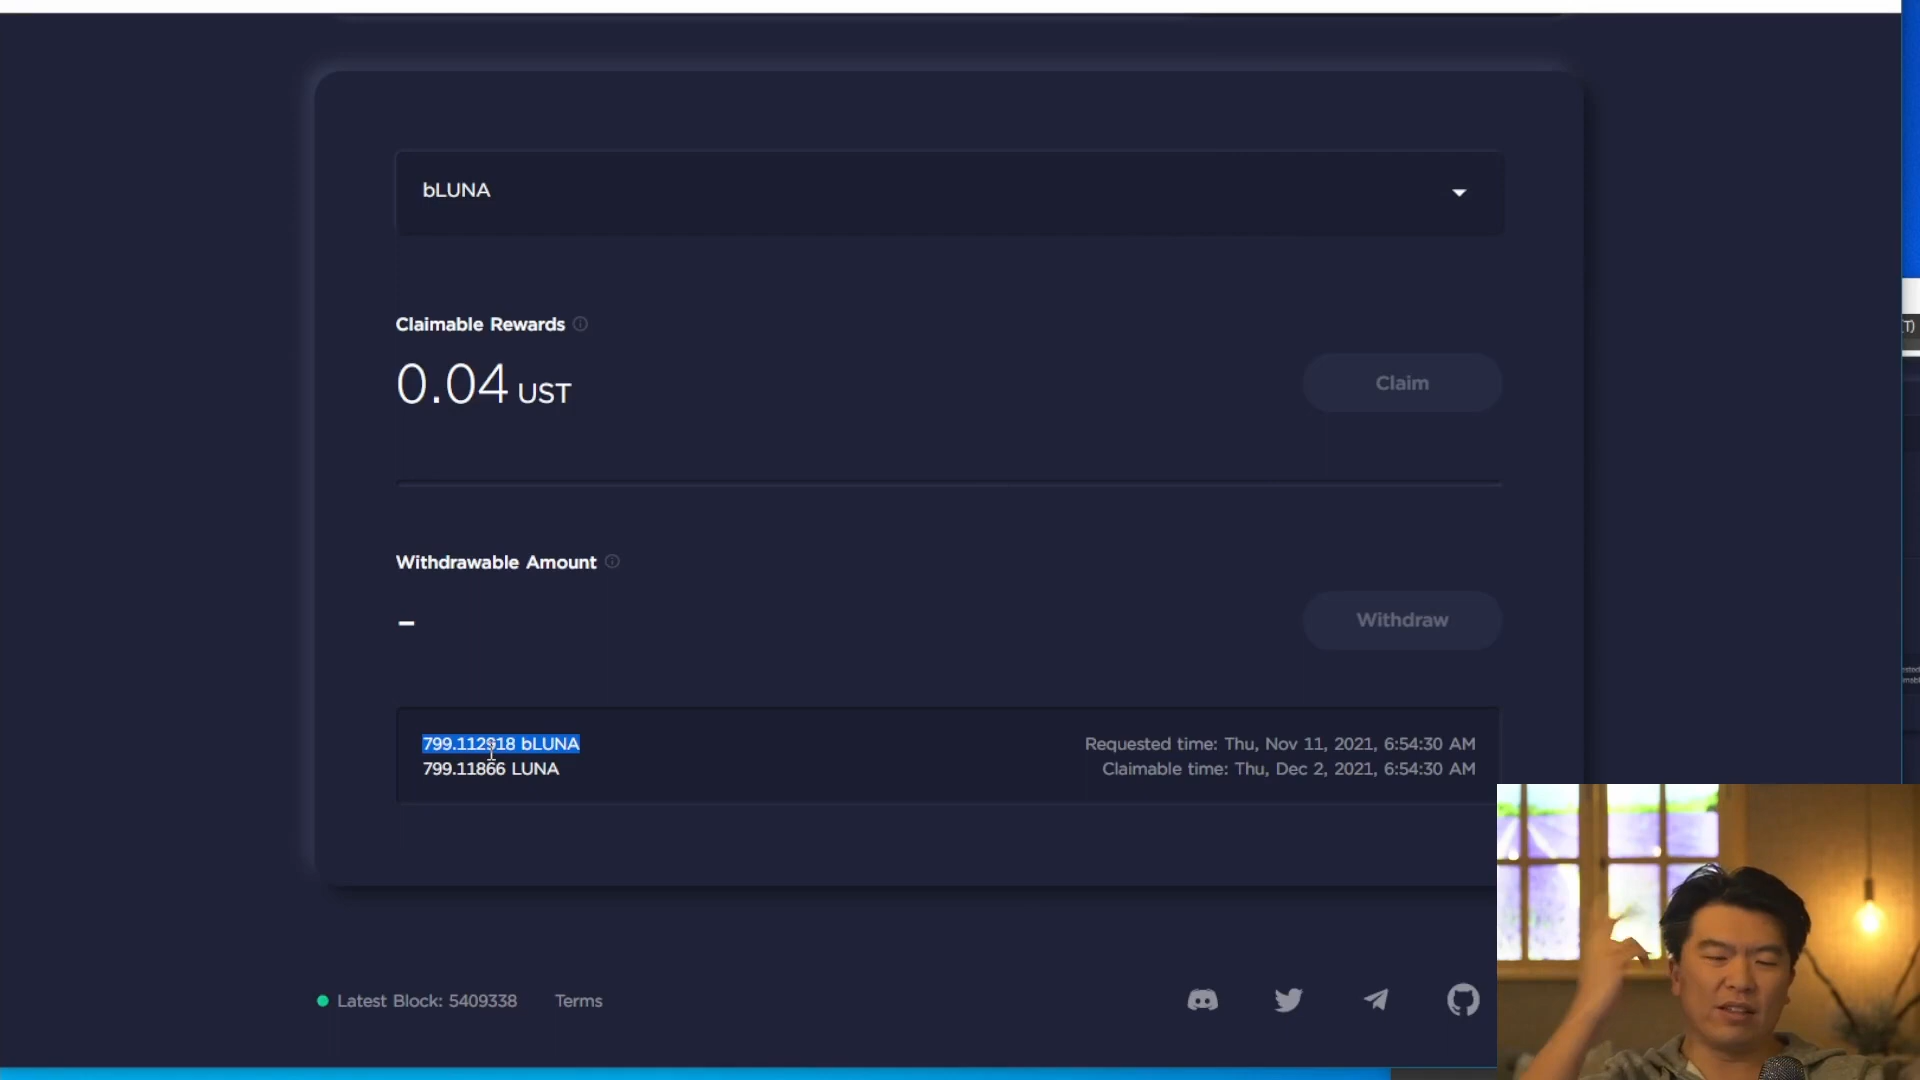 bLUNA
Claimable Rewards
0.04 UST
Claim
Withdrawable Amount
–
Withdraw
799.112918 bLUNA
Requested time: Thu, Nov 11, 2021, 6:54:30 AM
799.11866 LUNA
Claimable time: Thu, Dec 2, 2021, 6:54:30 AM
Latest Block: 5409338
Terms